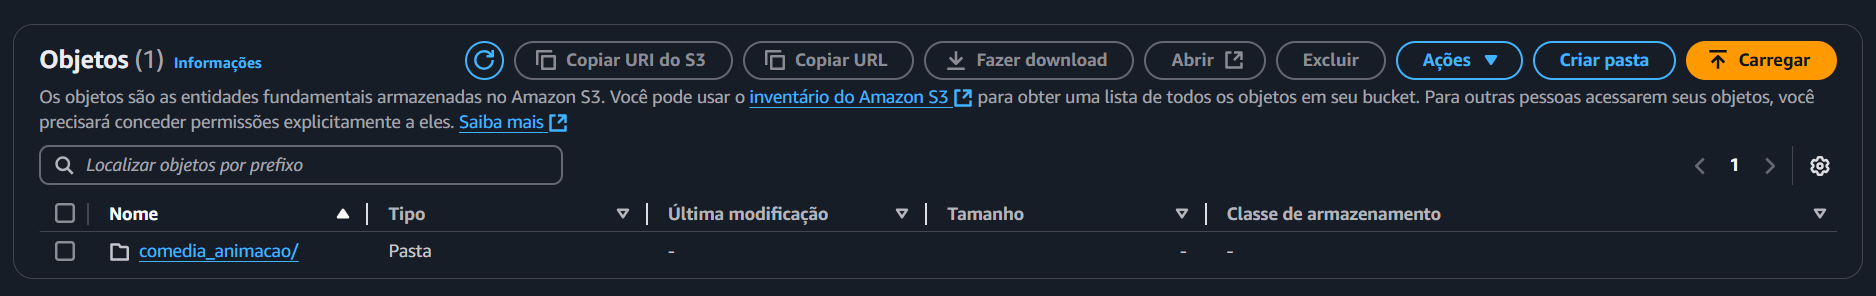 Objetos (1) Informações Copiar URI do S3 Copiar URL Fazer download Abrir Excluir Ações Criar pasta Carregar
Os objetos são as entidades fundamentais armazenadas no Amazon S3. Você pode usar o inventário do Amazon S3 para obter uma lista de todos os objetos em seu bucket. Para outras pessoas acessarem seus objetos, você
precisará conceder permissões explicitamente a eles. Saiba mais
Localizar objetos por prefixo 1
Nome Tipo Última modificação Tamanho Classe de armazenamento
comedia_animacao/ Pasta - - -